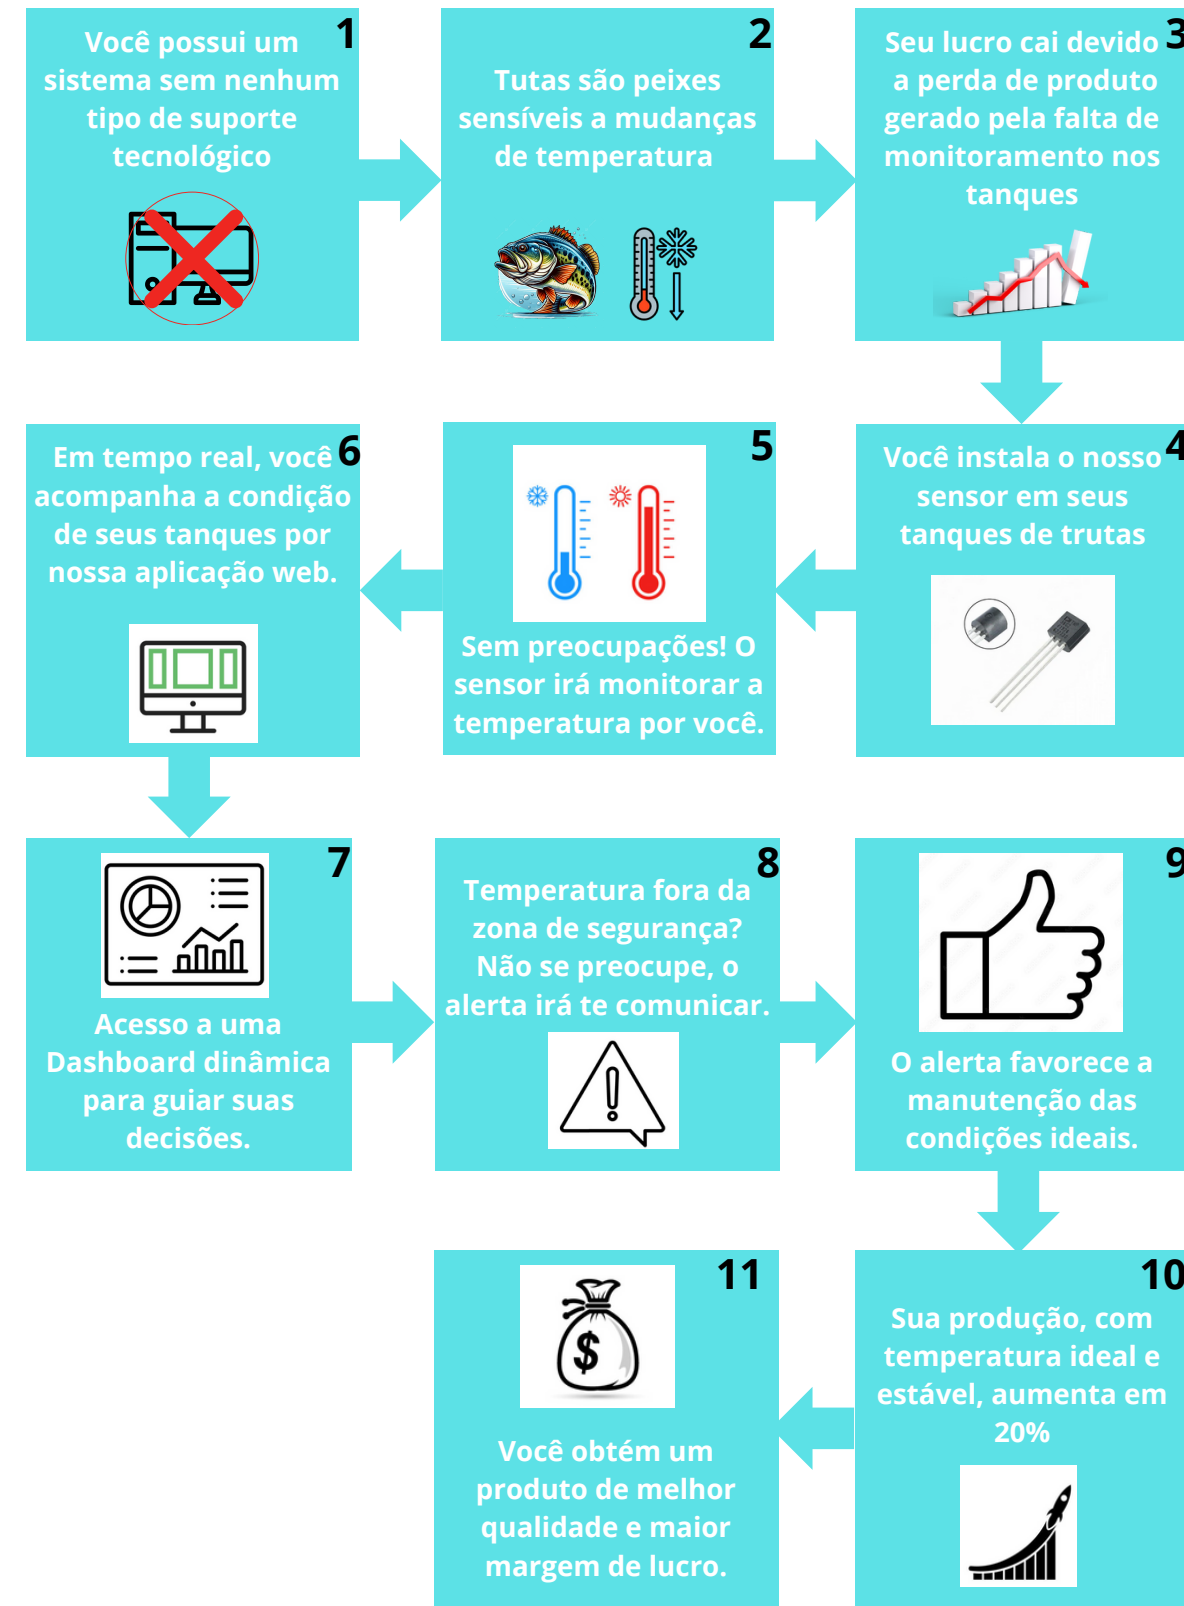 1
Você possui um
sistema sem nenhum
tipo de suporte
tecnológico
2
Tutas são peixes
sensíveis a mudanças
de temperatura
3
Seu lucro cai devido
a perda de produto
gerado pela falta de
monitoramento nos
tanques
4
Você instala o nosso
sensor em seus
tanques de trutas
5
Sem preocupações! O
sensor irá monitorar a
temperatura por você.
6
Em tempo real, você
acompanha a condição
de seus tanques por
nossa aplicação web.
7
Acesso a uma
Dashboard dinâmica
para guiar suas
decisões.
8
Temperatura fora da
zona de segurança?
Não se preocupe, o
alerta irá te comunicar.
9
O alerta favorece a
manutenção das
condições ideais.
10
Sua produção, com
temperatura ideal e
estável, aumenta em
20%
11
$
Você obtém um
produto de melhor
qualidade e maior
margem de lucro.